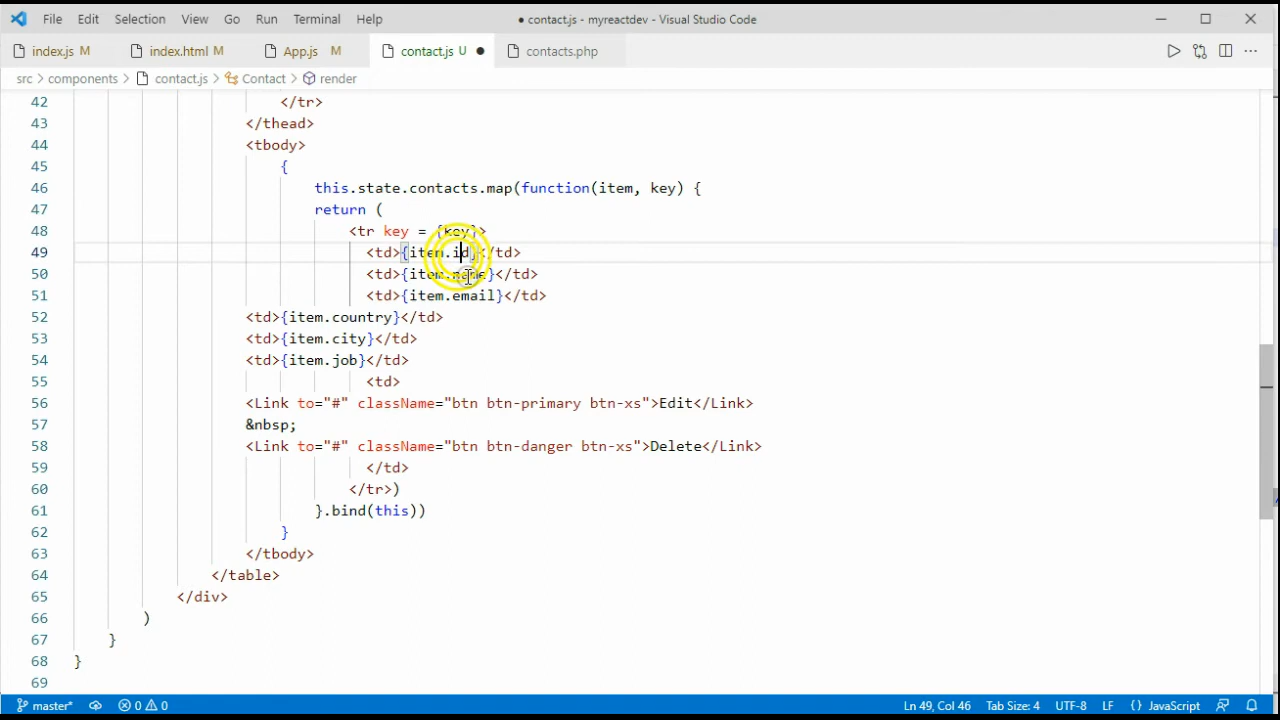 File Edit Selection View Go Run Terminal Help • contact.js - myreactdev - Visual Studio Code
index.js M index.html M App.js M contact.js U contacts.php
src > components > contact.js > Contact > render
42 </tr>
43 </thead>
44 <tbody>
45 {
46 this.state.contacts.map(function(item, key) {
47 return (
48 <tr key = {key}>
49 <td>{item.id}</td>
50 <td>{item.name}</td>
51 <td>{item.email}</td>
52 <td>{item.country}</td>
53 <td>{item.city}</td>
54 <td>{item.job}</td>
55 <td>
56 <Link to="#" className="btn btn-primary btn-xs">Edit</Link>
57 &nbsp;
58 <Link to="#" className="btn btn-danger btn-xs">Delete</Link>
59 </td>
60 </tr>)
61 }.bind(this))
62 }
63 </tbody>
64 </table>
65 </div>
66 )
67 }
68 }
69
master* 0 0 Ln 49, Col 46 Tab Size: 4 UTF-8 LF {} JavaScript